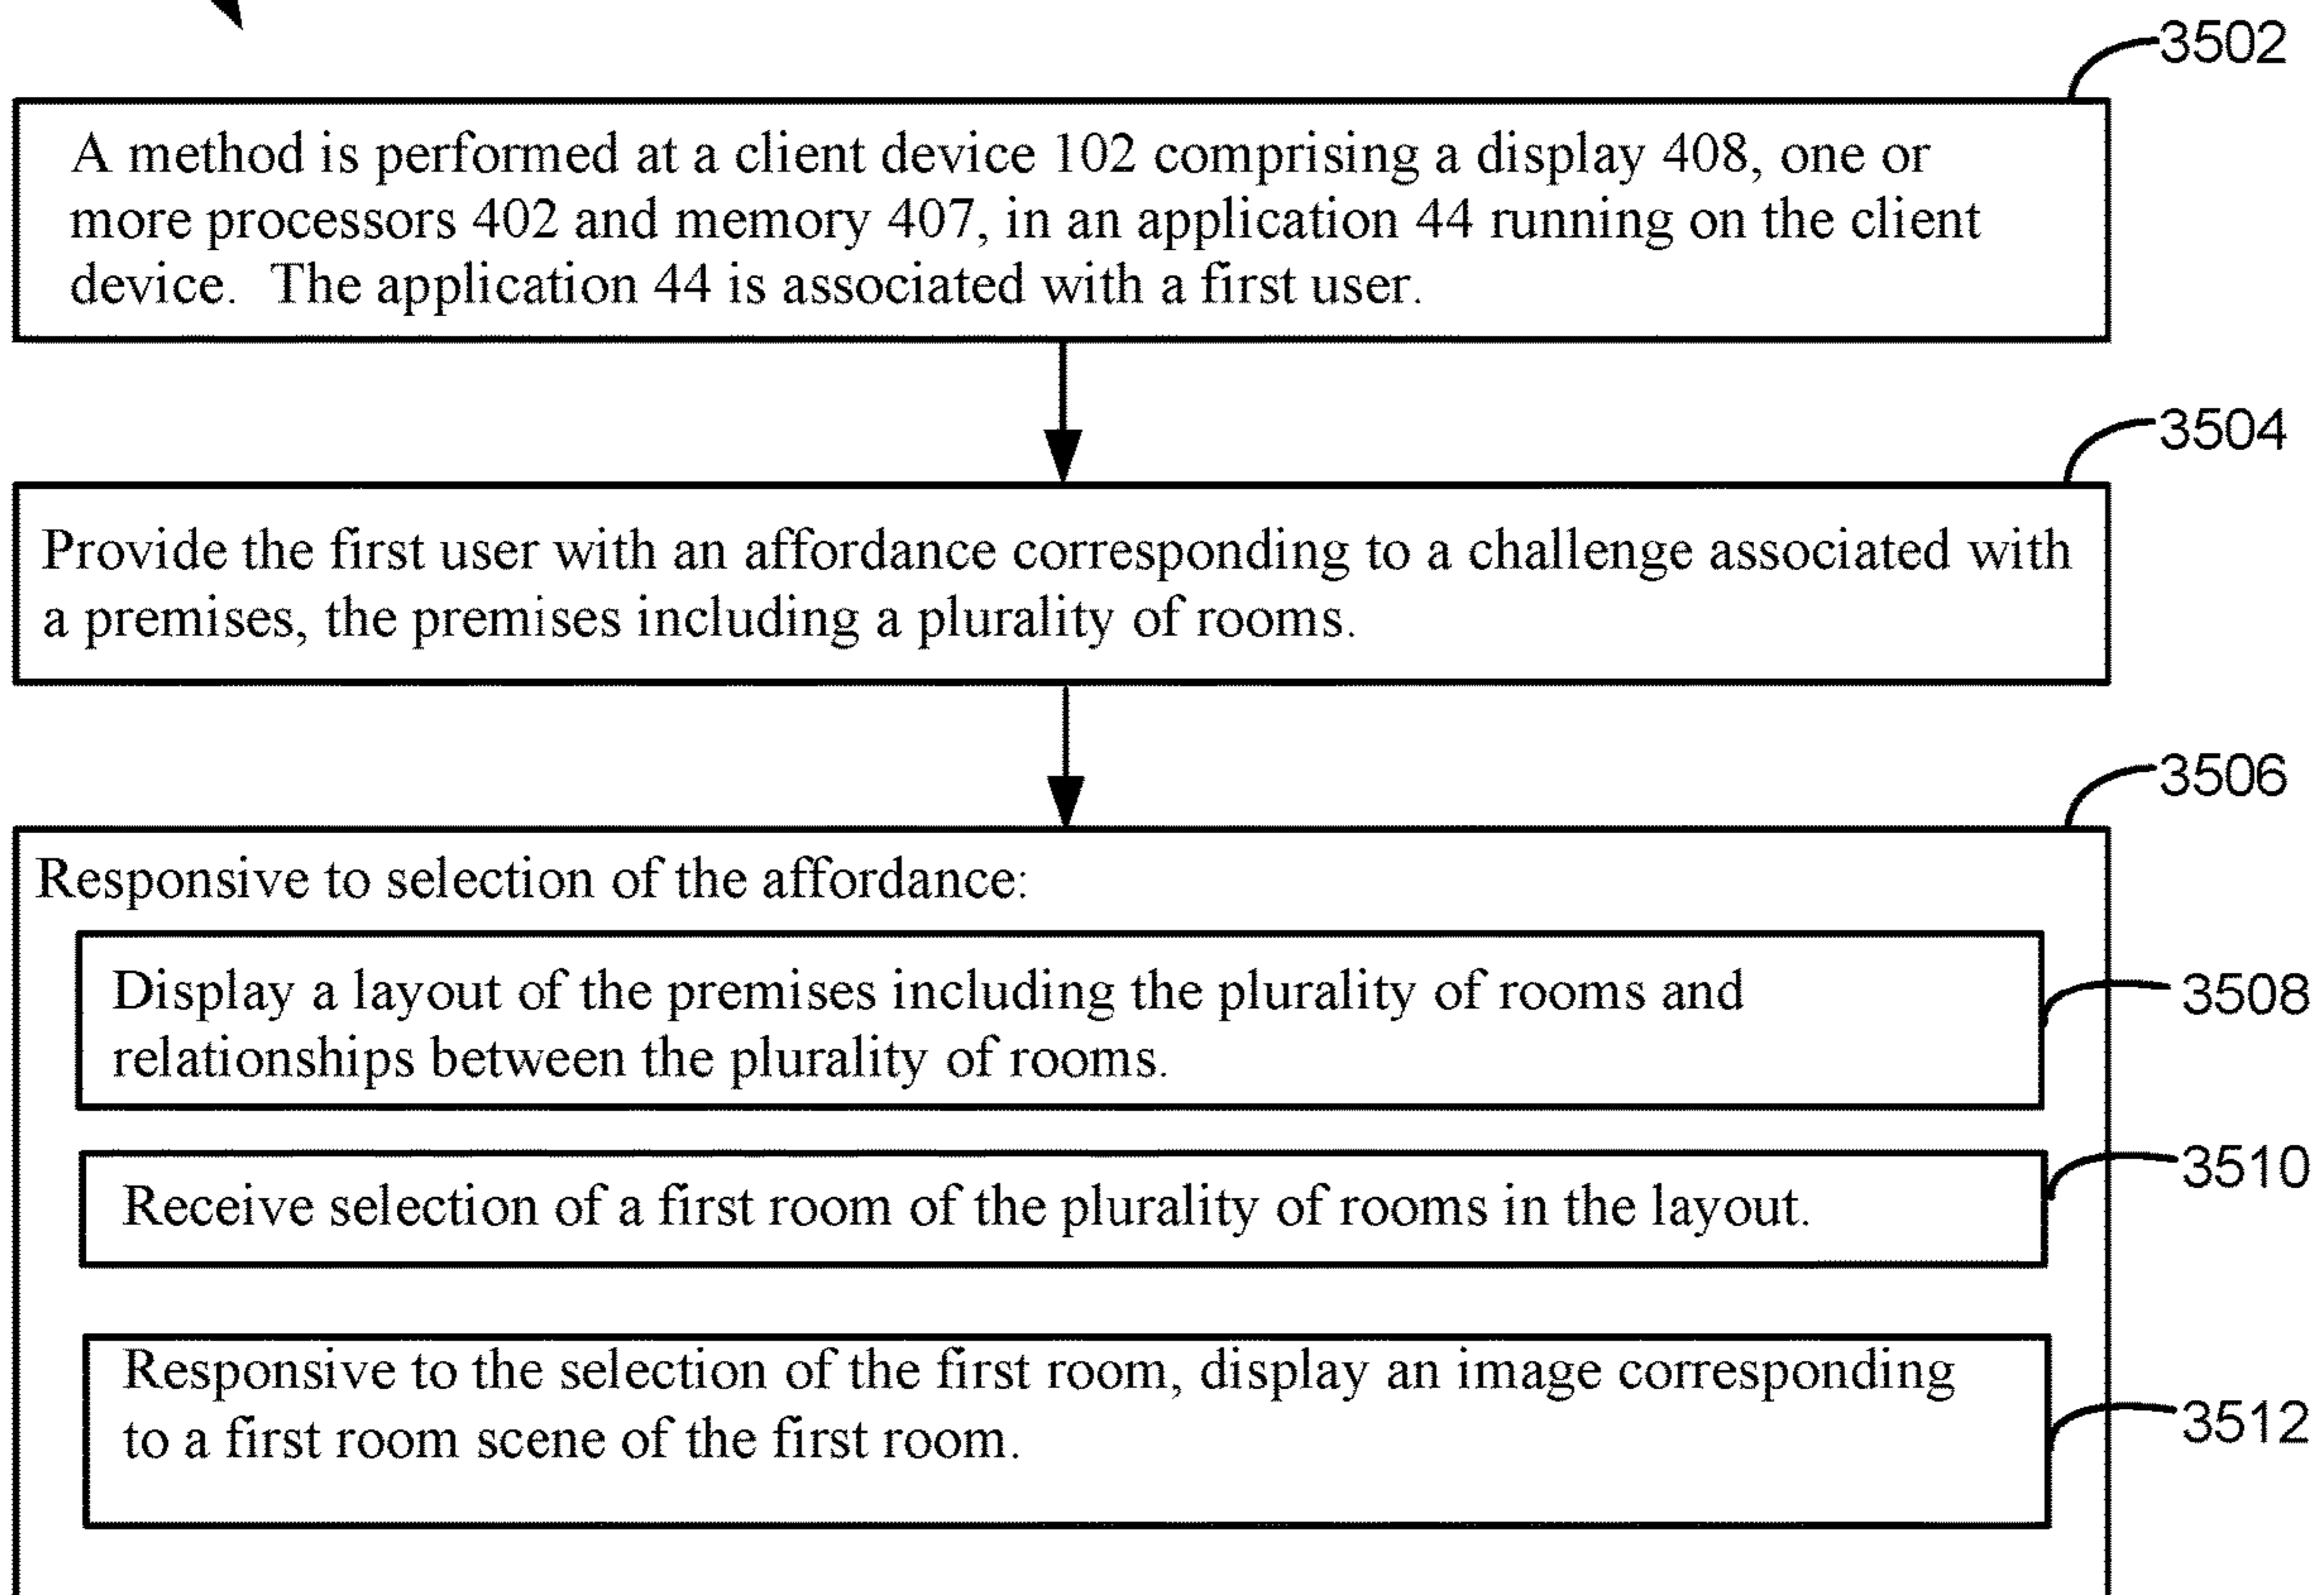 3502
A method is performed at a client device 102 comprising a display 408, one or
more processors 402 and memory 407, in an application 44 running on the client
device.  The application 44 is associated with a first user.
3504
Provide the first user with an affordance corresponding to a challenge associated with
a premises, the premises including a plurality of rooms.
3506
Responsive to selection of the affordance:
Display a layout of the premises including the plurality of rooms and
relationships between the plurality of rooms.
3508
Receive selection of a first room of the plurality of rooms in the layout.
3510
Responsive to the selection of the first room, display an image corresponding
to a first room scene of the first room.
3512